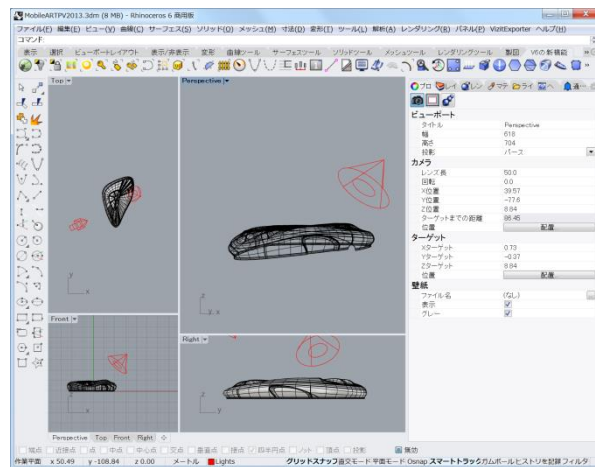 MobileARTPV2013.3dm (8 MB) - Rhinoceros 6 商用版
ファイル(F) 編集(E) ビュー(V) 曲線(C) サーフェス(S) ソリッド(O) メッシュ(M) 寸法(D) 変形(T) ツール(L) 解析(A) レンダリング(R) パネル(P) VizitExporter ヘルプ(H)
コマンド
表示 選択 ビューポートレイアウト 表示/非表示 変形 曲線ツール サーフェスツール ソリッドツール メッシュツール レンダリングツール 製図 V6の新機能
Top
Perspective
プロ レイ レン マテ ライ ヘ 通
ビューポート
タイトル Perspective
幅 618
高さ 704
投影 パース
カメラ
レンズ長 50.0
回転 0.0
X位置 39.57
Y位置 -77.6
Z位置 8.84
ターゲットまでの距離 86.45
位置 配置
ターゲット
Xターゲット 0.73
Yターゲット -0.37
Zターゲット 8.84
位置 配置
壁紙
ファイル名 (なし)
表示
グレー
y
x
z
y x
Front
Right
z
x
z
y
Perspective Top Front Right
端点 近接点 点 中点 中心点 交点 垂直点 接点 四半円点 ノット 頂点 投影 無効
作業平面 x 50.49 y -108.84 z 0.00 メートル Lights グリッドスナップ 直交モード 平面モード Osnap スマートトラック ガムボール ヒストリを記録 フィルタ